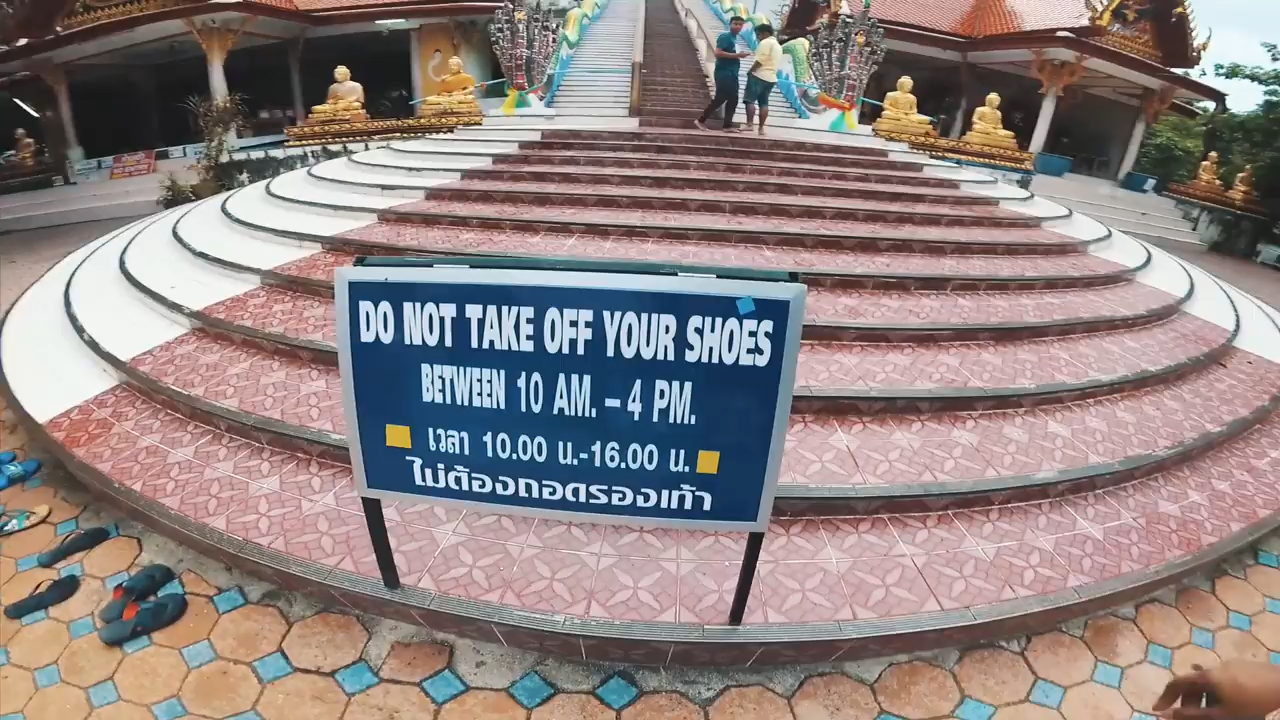 DO NOT TAKE OFF YOUR SHOES
BETWEEN 10 AM. – 4 PM.
เวลา 10.00 น.-16.00 น.
ไม่ต้องถอดรองเท้า